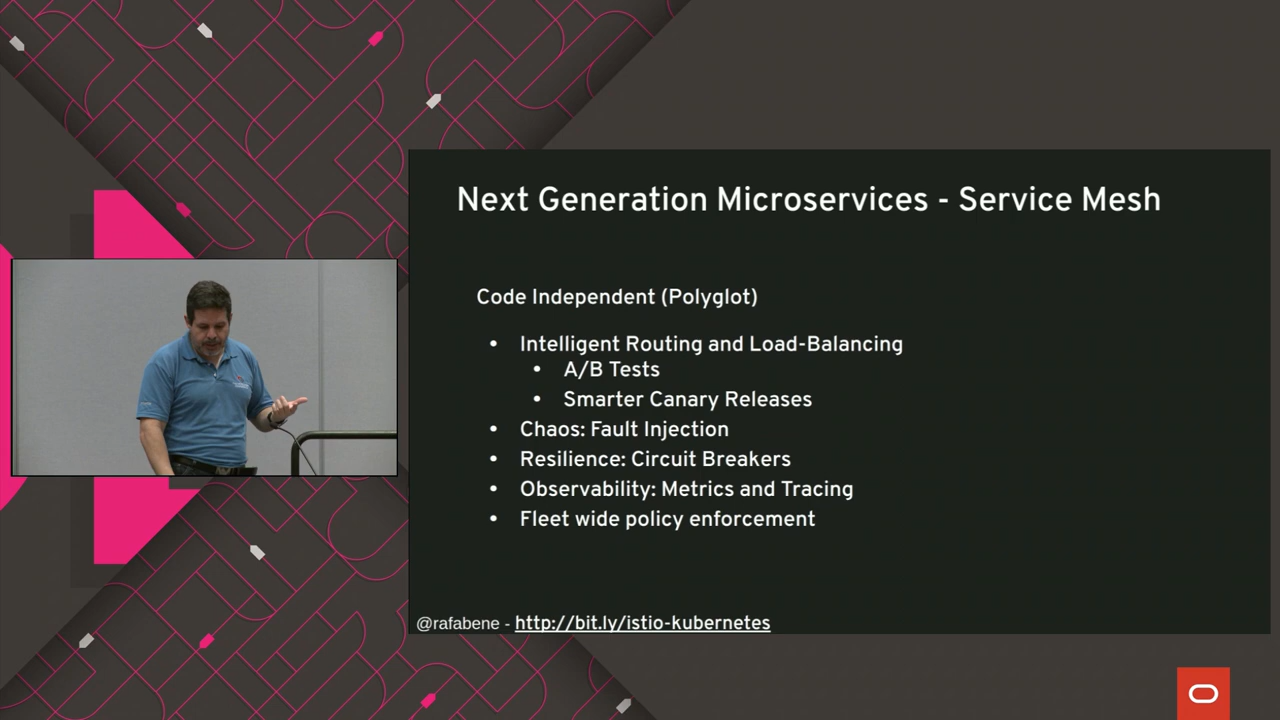 Next Generation Microservices - Service Mesh
Code Independent (Polyglot)
• Intelligent Routing and Load-Balancing
• A/B Tests
• Smarter Canary Releases
• Chaos: Fault Injection
• Resilience: Circuit Breakers
• Observability: Metrics and Tracing
• Fleet wide policy enforcement
@rafabene - http://bit.ly/istio-kubernetes